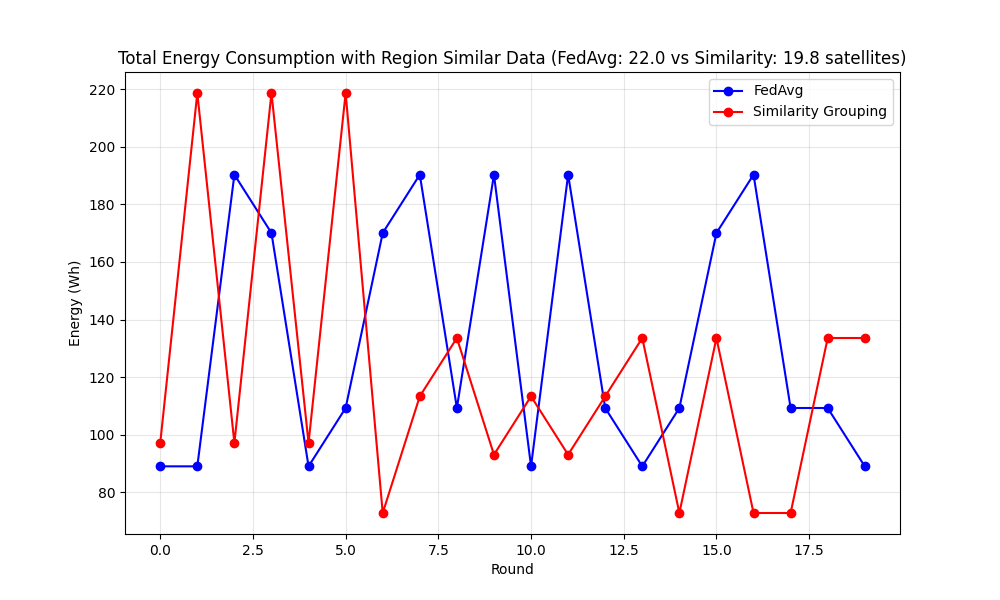 Total Energy Consumption with Region Similar Data (FedAvg: 22.0 vs Similarity: 19.8 satellites)
FedAvg
Similarity Grouping
Energy (Wh)
220
200
180
160
140
120
100
80
0.0 2.5 5.0 7.5 10.0 12.5 15.0 17.5
Round